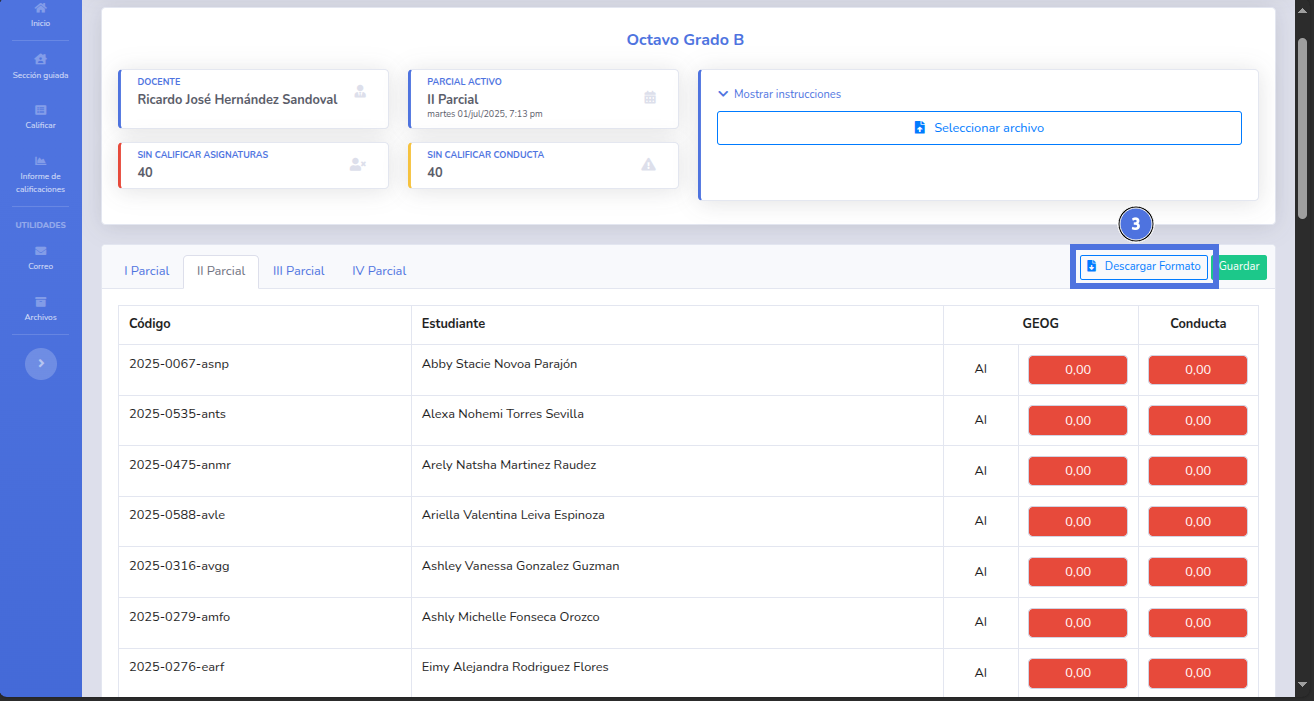 Inicio
Sección guiada
Calificar
Informe de
calificaciones
UTILIDADES
Correo
Archivos
Octavo Grado B
DOCENTE
Ricardo José Hernández Sandoval
PARCIAL ACTIVO
II Parcial
martes 01/jul/2025, 7:13 pm
SIN CALIFICAR ASIGNATURAS
40
SIN CALIFICAR CONDUCTA
40
Mostrar instrucciones
Seleccionar archivo
3
I Parcial II Parcial III Parcial IV Parcial Descargar Formato Guardar
Código Estudiante GEOG Conducta
2025-0067-asnp Abby Stacie Novoa Parajón AI 0,00 0,00
2025-0535-ants Alexa Nohemi Torres Sevilla AI 0,00 0,00
2025-0475-anmr Arely Natsha Martinez Raudez AI 0,00 0,00
2025-0588-avle Ariella Valentina Leiva Espinoza AI 0,00 0,00
2025-0316-avgg Ashley Vanessa Gonzalez Guzman AI 0,00 0,00
2025-0279-amfo Ashly Michelle Fonseca Orozco AI 0,00 0,00
2025-0276-earf Eimy Alejandra Rodriguez Flores AI 0,00 0,00